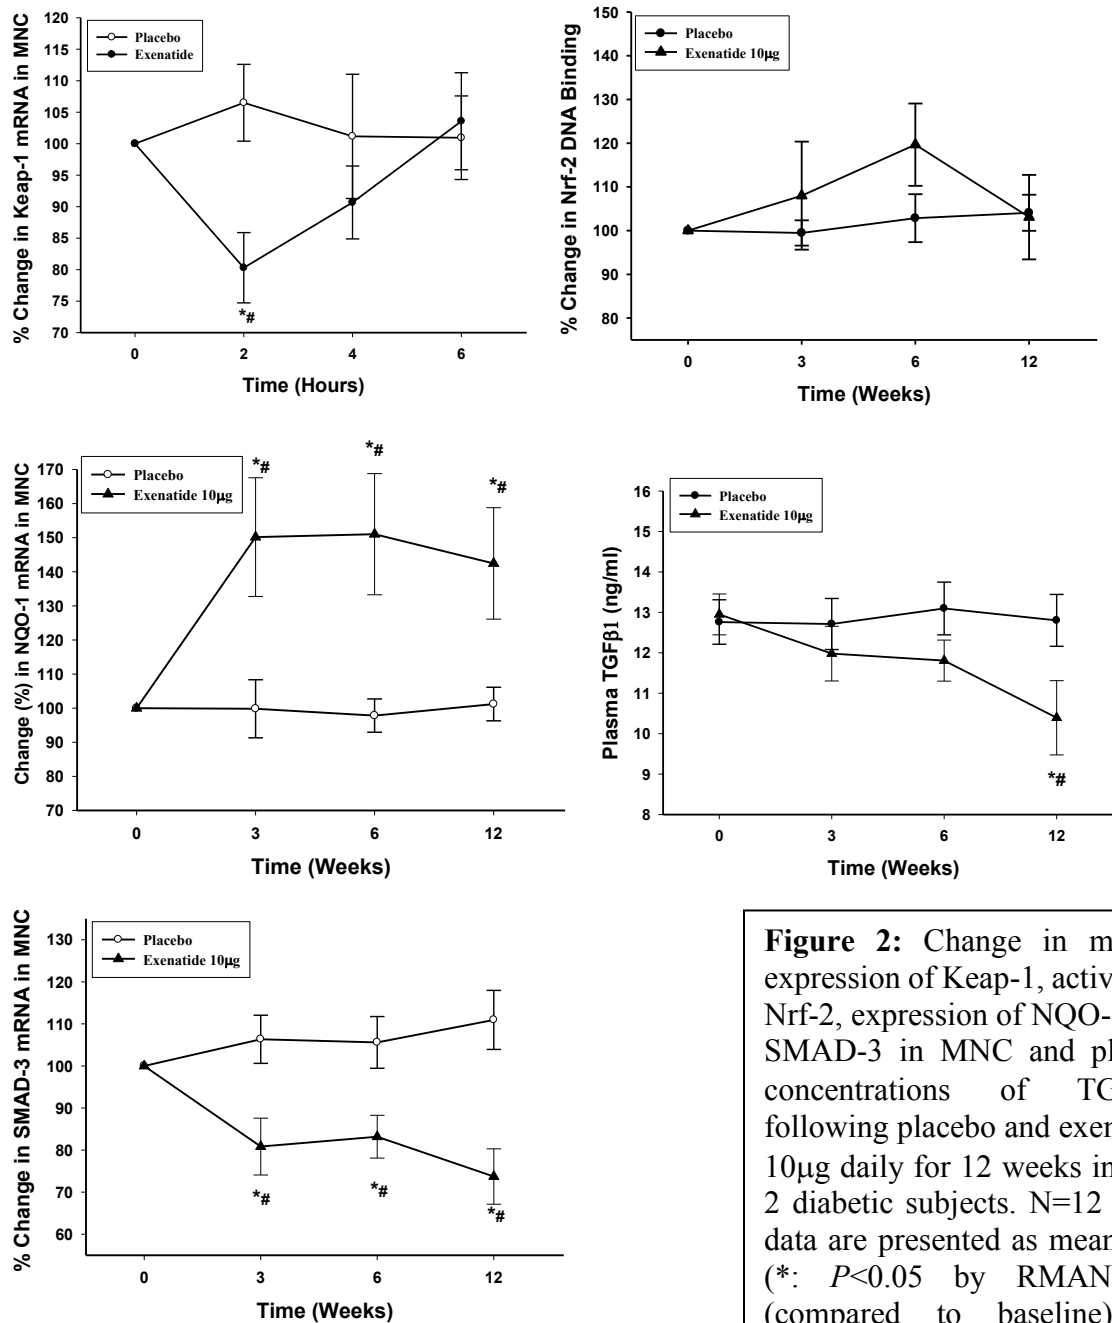 % Change in Keap-1 mRNA in MNC
120
115
110
105
100
95
90
85
80
75
70
Placebo
Exenatide
*#
0 2 4 6
Time (Hours)
% Change in Nrf-2 DNA Binding
150
140
130
120
110
100
90
80
Placebo
Exenatide 10µg
0 3 6 12
Time (Weeks)
Change (%) in NQO-1 mRNA in MNC
170
160
150
140
130
120
110
100
90
80
70
Placebo
Exenatide 10µg
*# *# *#
0 3 6 12
Time (Weeks)
Plasma TGFβ1 (ng/ml)
16
15
14
13
12
11
10
9
8
Placebo
Exenatide 10µg
*#
0 3 6 12
Time (Weeks)
% Change in SMAD-3 mRNA in MNC
130
120
110
100
90
80
70
60
Placebo
Exenatide 10µg
*# *# *#
0 3 6 12
Time (Weeks)
Figure 2: Change in m
expression of Keap-1, activ
Nrf-2, expression of NQO-
SMAD-3 in MNC and pl
concentrations of TG
following placebo and exen
10µg daily for 12 weeks in
2 diabetic subjects. N=12
data are presented as mean
(*: P<0.05 by RMAN
(compared to baseline)